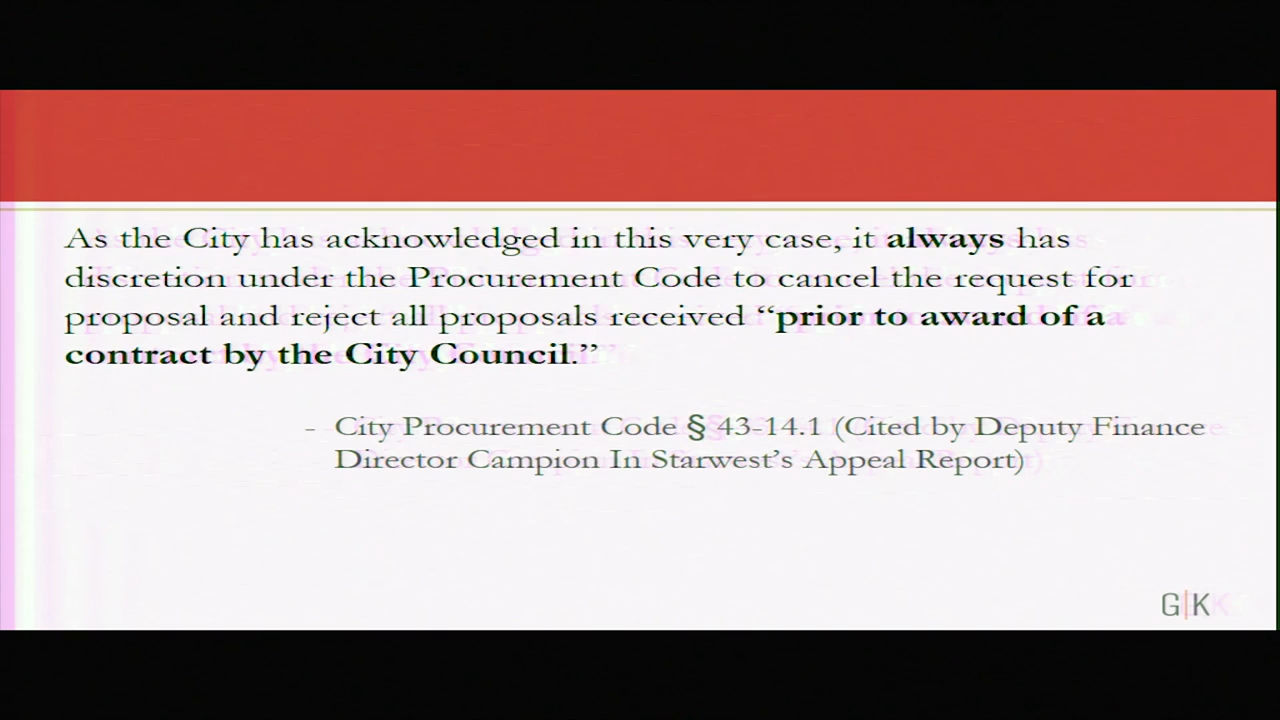 As the City has acknowledged in this very case, it always has
discretion under the Procurement Code to cancel the request for
proposal and reject all proposals received “prior to award of a
contract by the City Council.”
- City Procurement Code § 43-14.1 (Cited by Deputy Finance
Director Campion In Starwest’s Appeal Report)
G|K